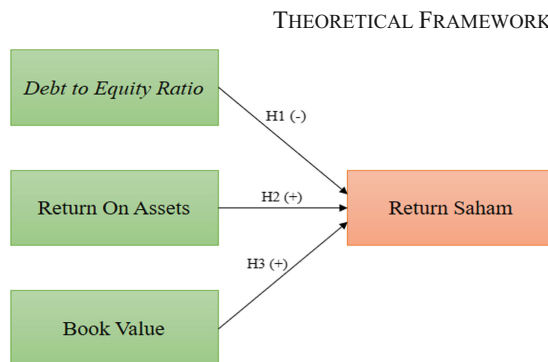 THEORETICAL FRAMEWORK
Debt to Equity Ratio
H1 (-)
Return On Assets
H2 (+)
Return Saham
H3 (+)
Book Value